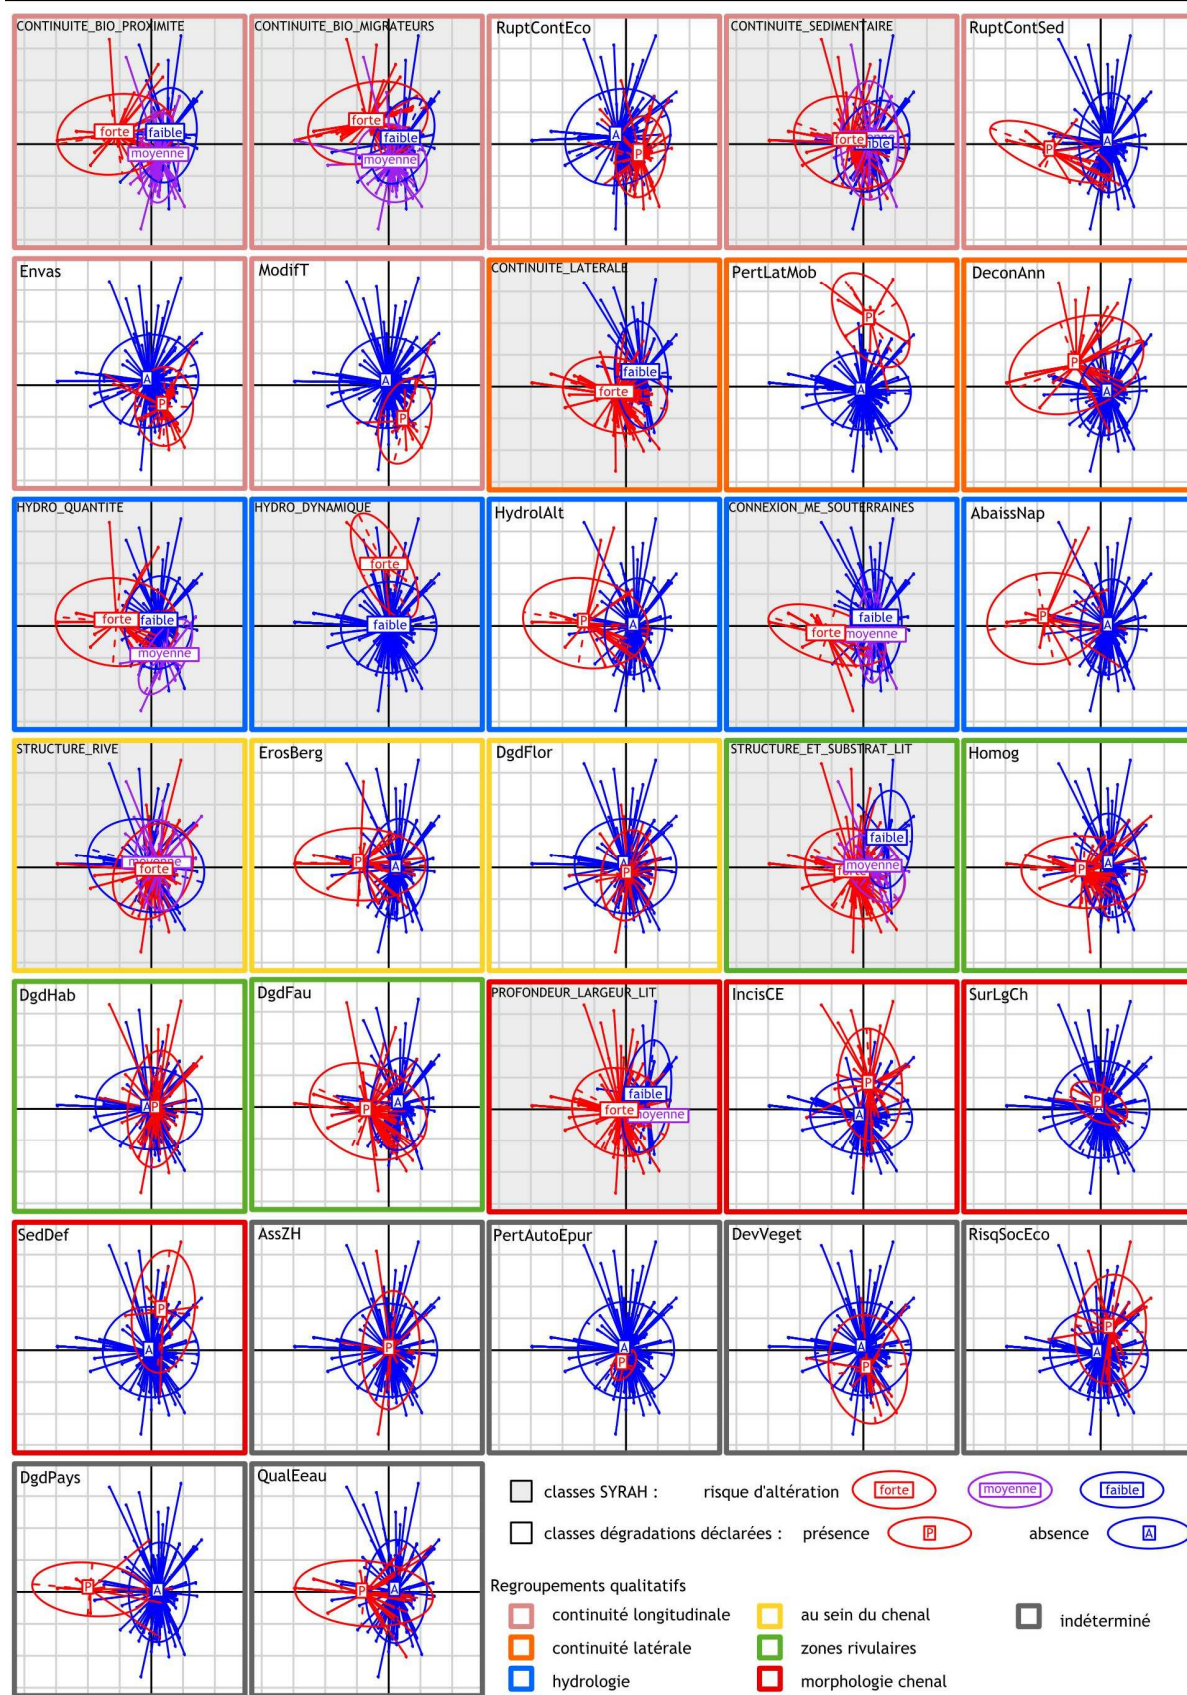 CONTINUITE_BIO_PROXIMITE
forte
faible
moyenne
CONTINUITE_BIO_MIGRATEURS
forte
faible
moyenne
RuptContEco
A
P
CONTINUITE_SEDIMENTAIRE
forte
RuptContSed
P
A
Envas
A
P
ModifT
A
P
CONTINUITE_LATERALE
faible
forte
PertLatMob
P
A
DeconAnn
P
A
HYDRO_QUANTITE
forte
faible
moyenne
HYDRO_DYNAMIQUE
forte
faible
HydrolAlt
P
A
CONNEXION_ME_SOUTERRAINES
faible
forte
moyenne
AbaissNap
P
A
STRUCTURE_RIVE
moyenne
forte
ErosBerg
P
A
DgdFlor
A
P
STRUCTURE_ET_SUBSTRAT_LIT
faible
moyenne
forte
Homog
P
A
DgdHab
A
P
DgdFau
P
A
PROFONDEUR_LARGEUR_LIT
faible
forte
moyenne
IncisCE
P
A
SurLgCh
P
A
SedDef
P
A
AssZH
P
PertAutoEpur
A
P
DevVeget
A
P
RisqSocEco
P
A
DgdPays
P
A
QualEeau
P
A
classes SYRAH : risque d'altération forte moyenne faible
classes dégradations déclarées : présence P absence A
Regroupements qualitatifs
continuité longitudinale au sein du chenal indéterminé
continuité latérale zones rivulaires
hydrologie morphologie chenal